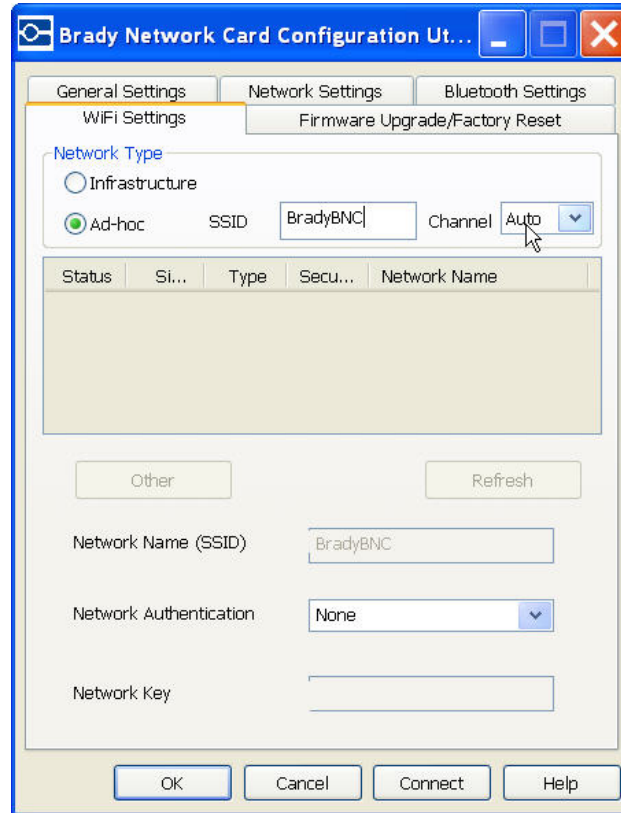 Brady Network Card Configuration Ut...
General Settings Network Settings Bluetooth Settings
WiFi Settings Firmware Upgrade/Factory Reset
Network Type
Infrastructure
Ad-hoc SSID BradyBNC Channel Auto
Status Si... Type Secu... Network Name
Other Refresh
Network Name (SSID) BradyBNC
Network Authentication None
Network Key
OK Cancel Connect Help